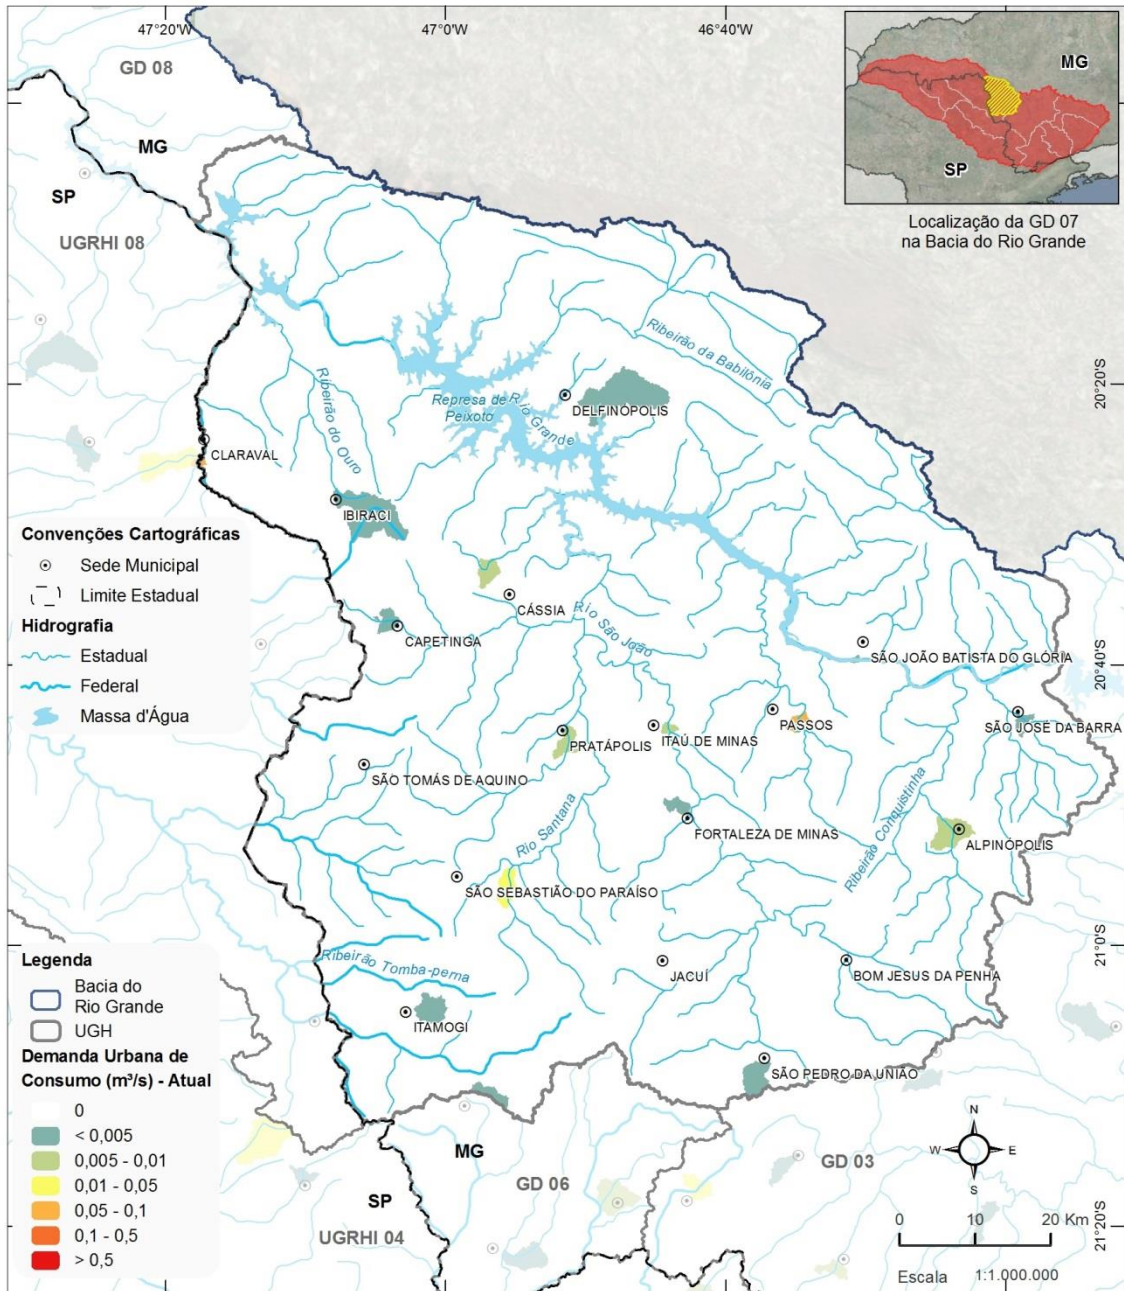 47°20'W
47°0'W
46°40'W
GD 08
MG
SP
UGRHI 08
MG
SP
Localização da GD 07
na Bacia do Rio Grande
20°20'S
20°40'S
21°0'S
21°20'S
Ribeirão da Babilônia
Ribeirão do Ouro
Represa de
Peixoto
Rio Grande
DELFINÓPOLIS
CLARAVAL
IBIRACI
CÁSSIA
CAPETINGA
Rio São João
SÃO JOÃO BATISTA DO GLÓRIA
PASSOS
SÃO JOSÉ DA BARRA
ITAÚ DE MINAS
PRATÁPOLIS
SÃO TOMÁS DE AQUINO
Rio Santana
FORTALEZA DE MINAS
Ribeirão Conquistinha
ALPINÓPOLIS
SÃO SEBASTIÃO DO PARAÍSO
JACUÍ
BOM JESUS DA PENHA
Ribeirão Tomba-perna
ITAMOGI
SÃO PEDRO DA UNIÃO
Convenções Cartográficas
Sede Municipal
Limite Estadual
Hidrografia
Estadual
Federal
Massa d'Água
Legenda
Bacia do
Rio Grande
UGH
Demanda Urbana de
Consumo (m³/s) - Atual
0
< 0,005
0,005 - 0,01
0,01 - 0,05
0,05 - 0,1
0,1 - 0,5
> 0,5
MG
SP
GD 06
GD 03
UGRHI 04
N
W
E
S
0 10 20 Km
Escala 1:1.000.000